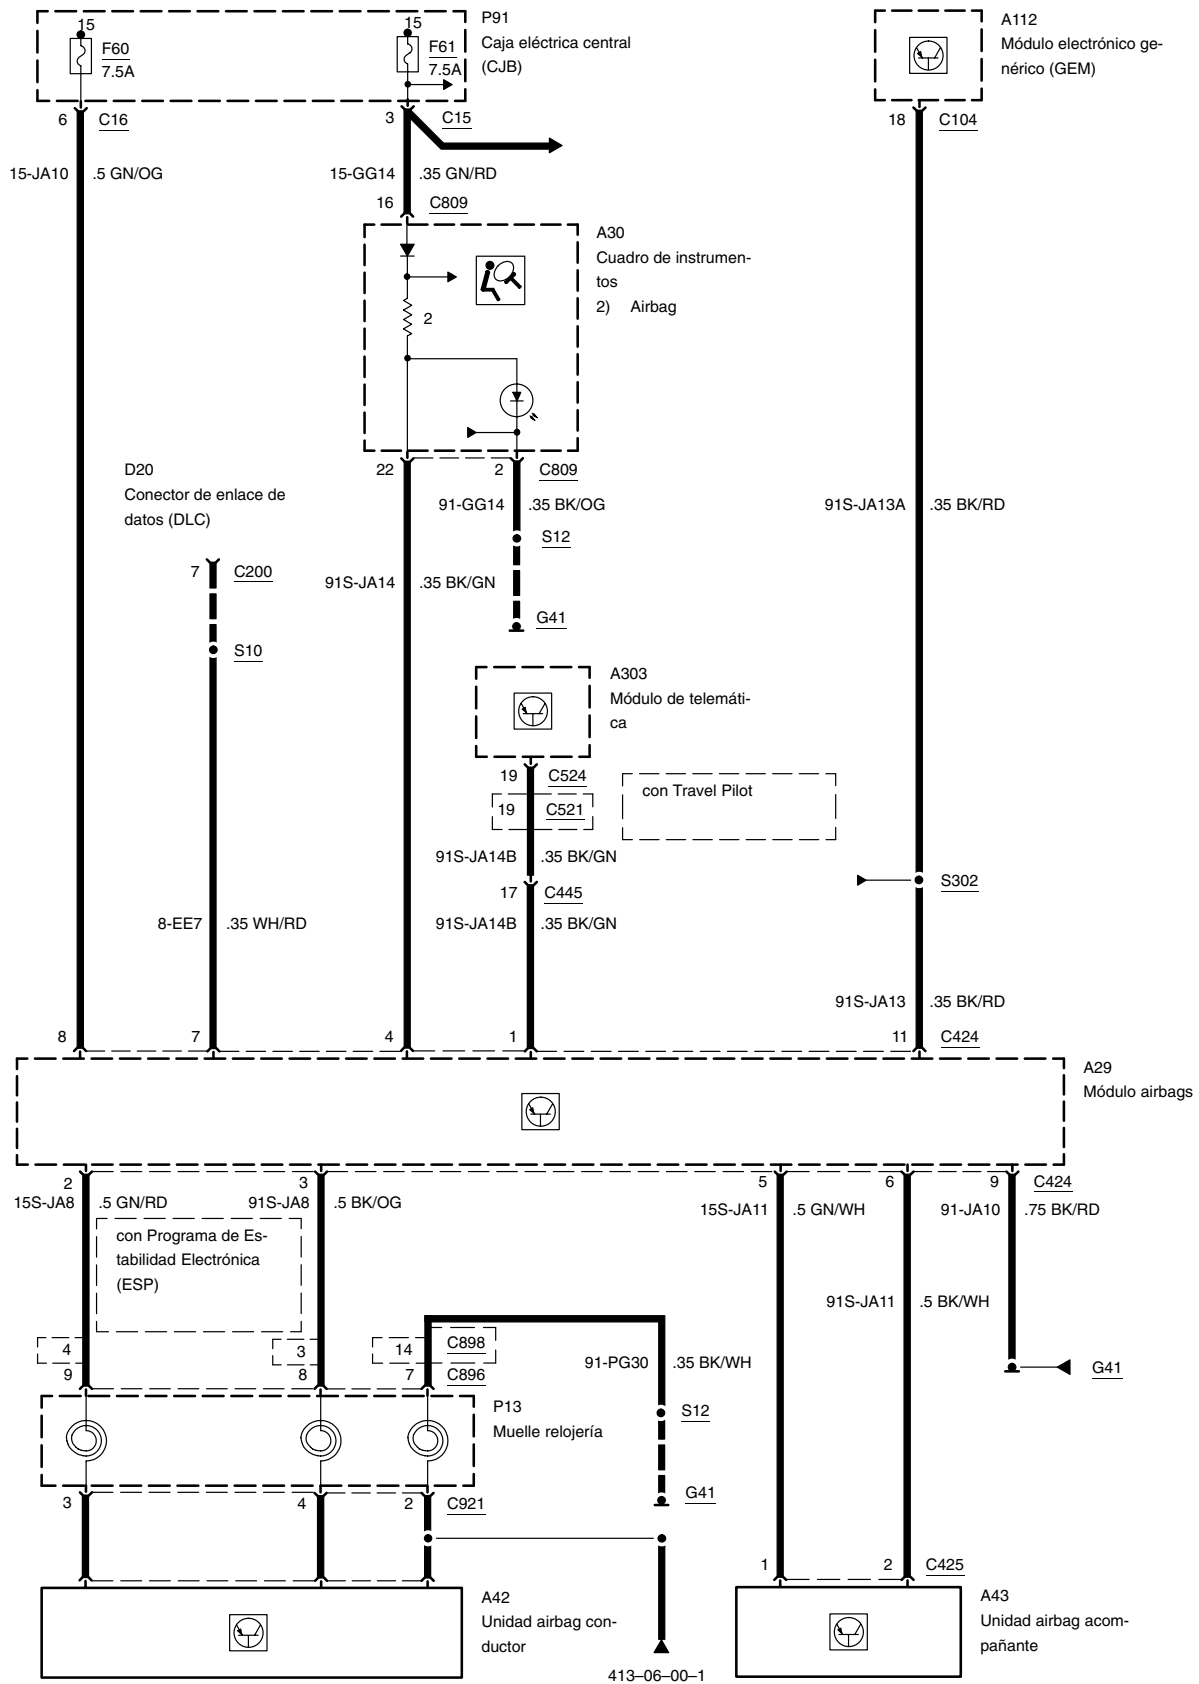 15
F60
7.5A
15
F61
7.5A
P91
Caja eléctrica central
(CJB)
A112
Módulo electrónico ge-
nérico (GEM)
6
C16
3
C15
18
C104
15-JA10
.5 GN/OG
15-GG14
.35 GN/RD
16
C809
A30
Cuadro de instrumen-
tos
2) Airbag
2
D20
Conector de enlace de
datos (DLC)
22
2
C809
91-GG14
.35 BK/OG
91S-JA13A
.35 BK/RD
S12
7
C200
91S-JA14
.35 BK/GN
G41
S10
A303
Módulo de telemáti-
ca
19
C524
con Travel Pilot
19
C521
91S-JA14B
.35 BK/GN
S302
17
C445
8-EE7
.35 WH/RD
91S-JA14B
.35 BK/GN
91S-JA13
.35 BK/RD
8
7
4
1
11
C424
A29
Módulo airbags
2
3
5
6
9
C424
15S-JA8
.5 GN/RD
91S-JA8
.5 BK/OG
15S-JA11
.5 GN/WH
91-JA10
.75 BK/RD
con Programa de Es-
tabilidad Electrónica
(ESP)
91S-JA11
.5 BK/WH
4
3
14
C898
91-PG30
.35 BK/WH
9
8
7
C896
G41
P13
Muelle relojería
S12
3
4
2
C921
G41
1
2
C425
A42
Unidad airbag con-
ductor
A43
Unidad airbag acom-
pañante
413–06–00–1